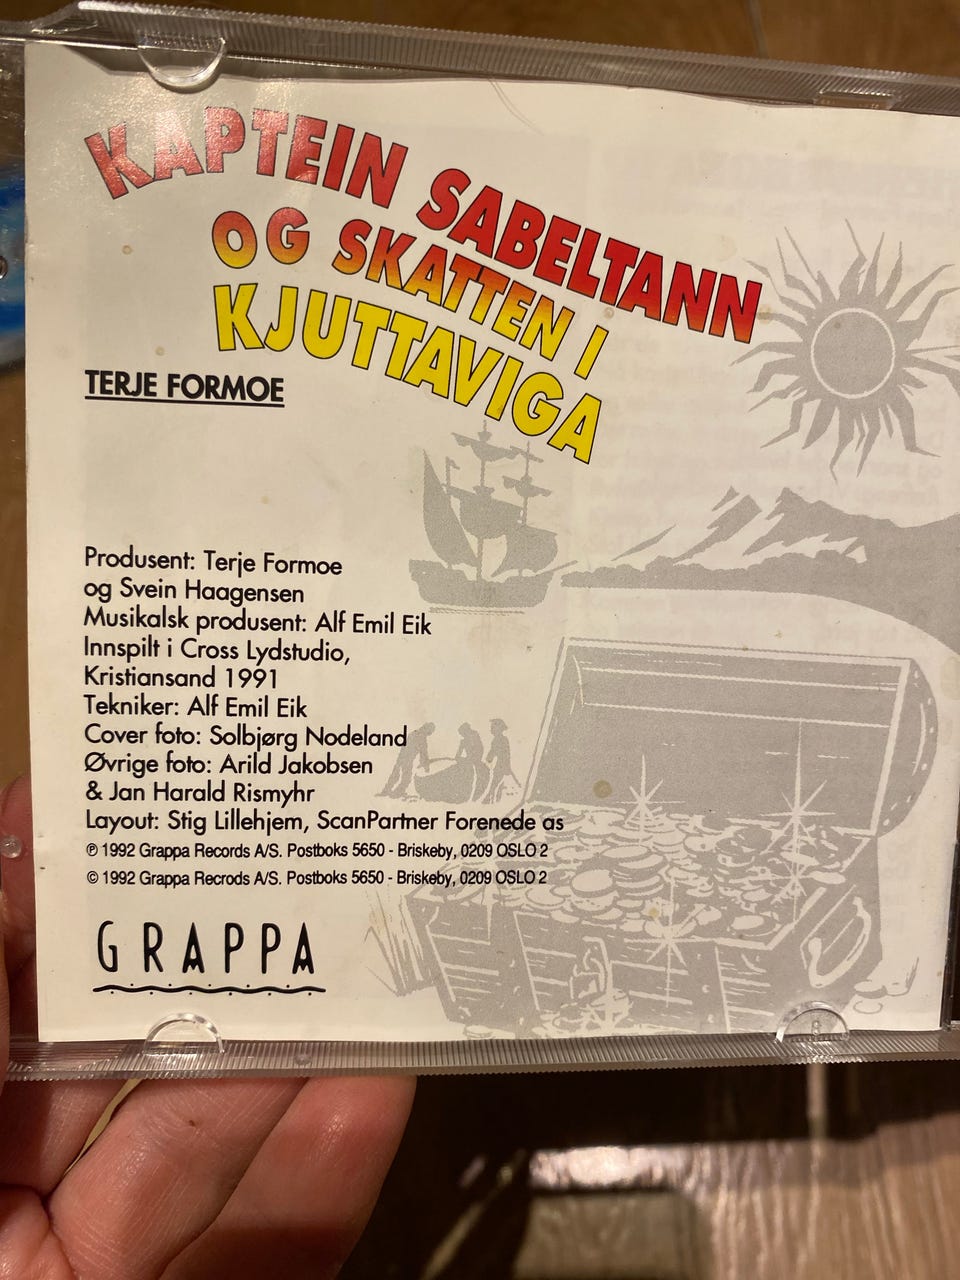 KAPTEIN SABELTANN
OG SKATTEN I
KJUTTAVIGA
TERJE FORMOE
Produsent: Terje Formoe
og Svein Haagensen
Musikalsk produsent: Alf Emil Eik
Innspilt i Cross Lydstudio,
Kristiansand 1991
Tekniker: Alf Emil Eik
Cover foto: Solbjørg Nodeland
Øvrige foto: Arild Jakobsen
& Jan Harald Rismyhr
Layout: Stig Lillehjem, ScanPartner Forenede as
℗ 1992 Grappa Records A/S. Postboks 5650 - Briskeby, 0209 OSLO 2
© 1992 Grappa Recrods A/S. Postboks 5650 - Briskeby, 0209 OSLO 2
GRAPPA